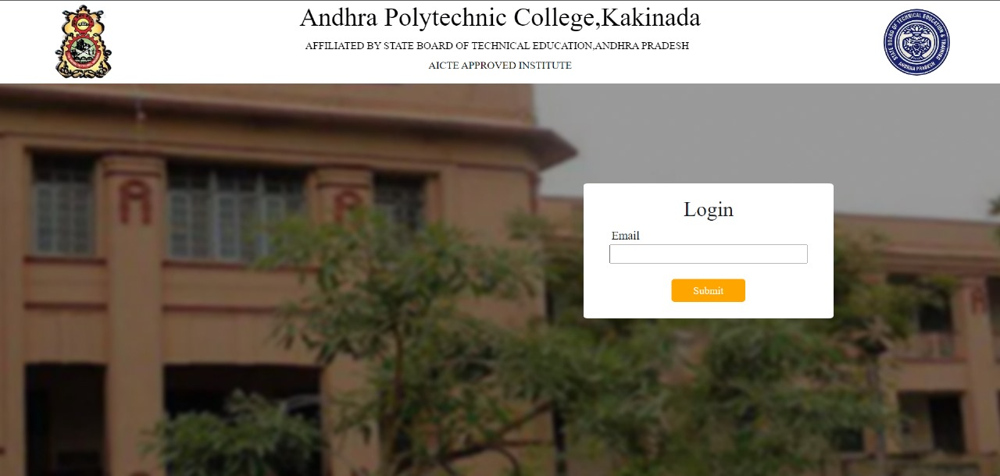 Andhra Polytechnic College,Kakinada
AFFILIATED BY STATE BOARD OF TECHNICAL EDUCATION,ANDHRA PRADESH
AICTE APPROVED INSTITUTE
STATE BOARD OF TECHNICAL EDUCATION & TRAINING
ANDHRA PRADESH
Login
Email
Submit